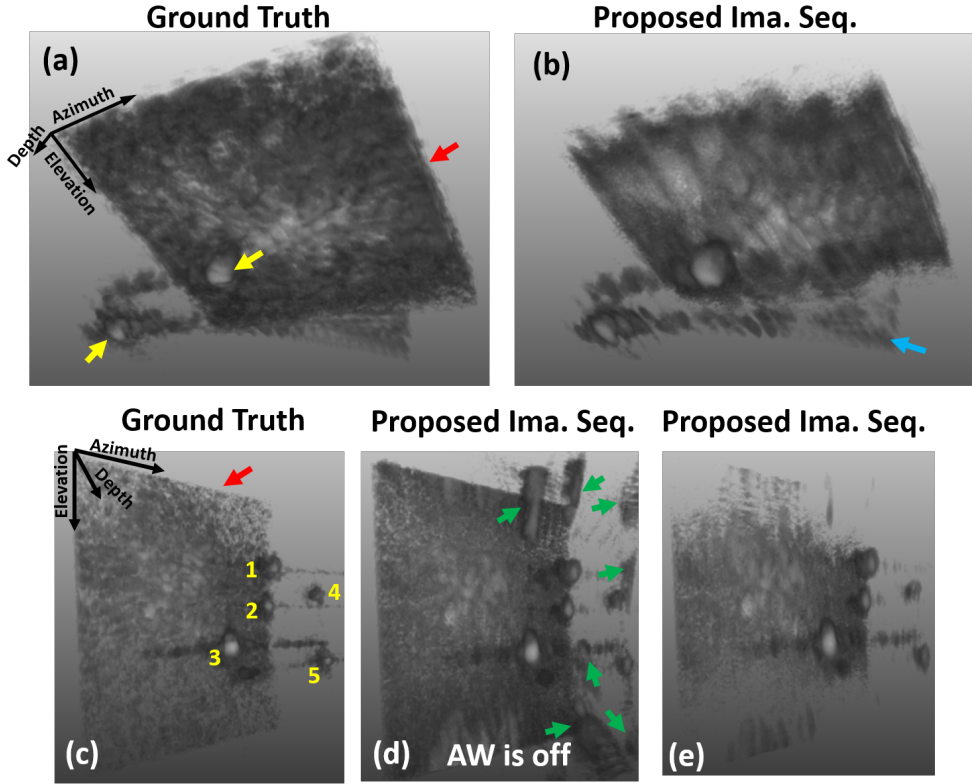 Ground Truth
Proposed Ima. Seq.
(a)
(b)
Azimuth
Depth
Elevation
Ground Truth
Proposed Ima. Seq.
Proposed Ima. Seq.
Azimuth
Elevation
Depth
1
2
3
4
5
(c)
(d)
AW is off
(e)